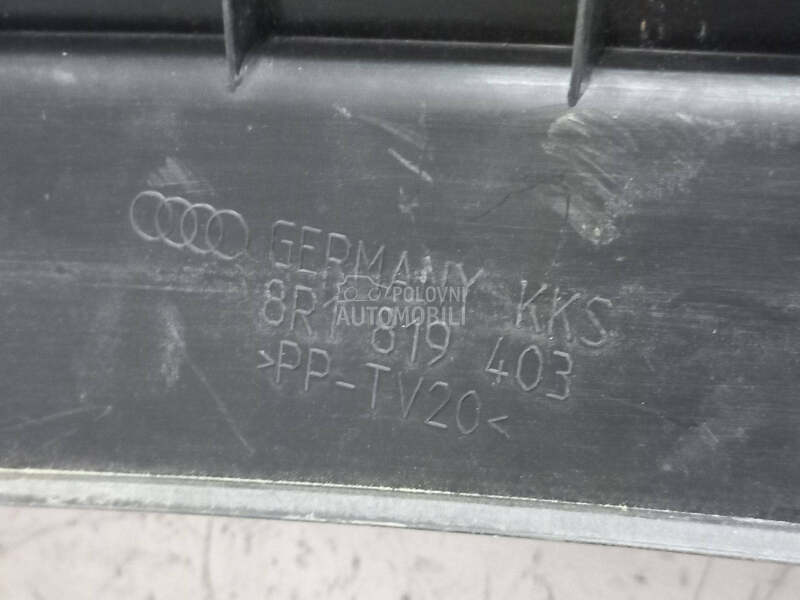 GERMANY KKS
8R1 819 403
>PP-TV20<
POLOVNI
AUTOMOBILI